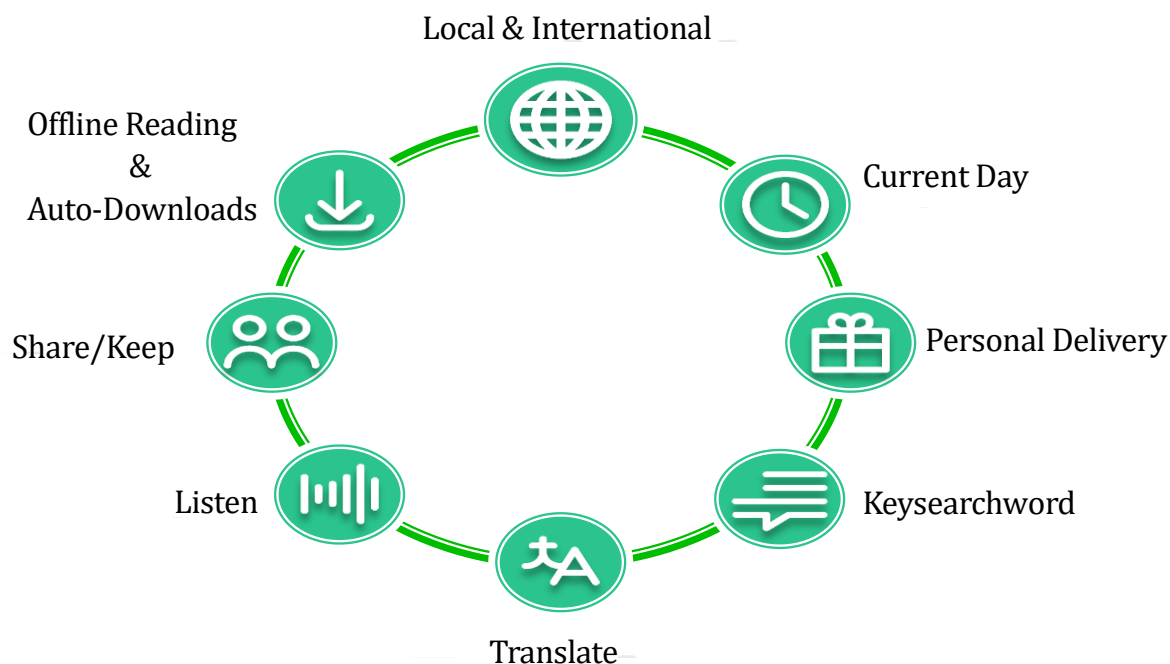 Local & International
Offline Reading
&
Auto-Downloads
Current Day
Share/Keep
Personal Delivery
Listen
Keysearchword
Translate